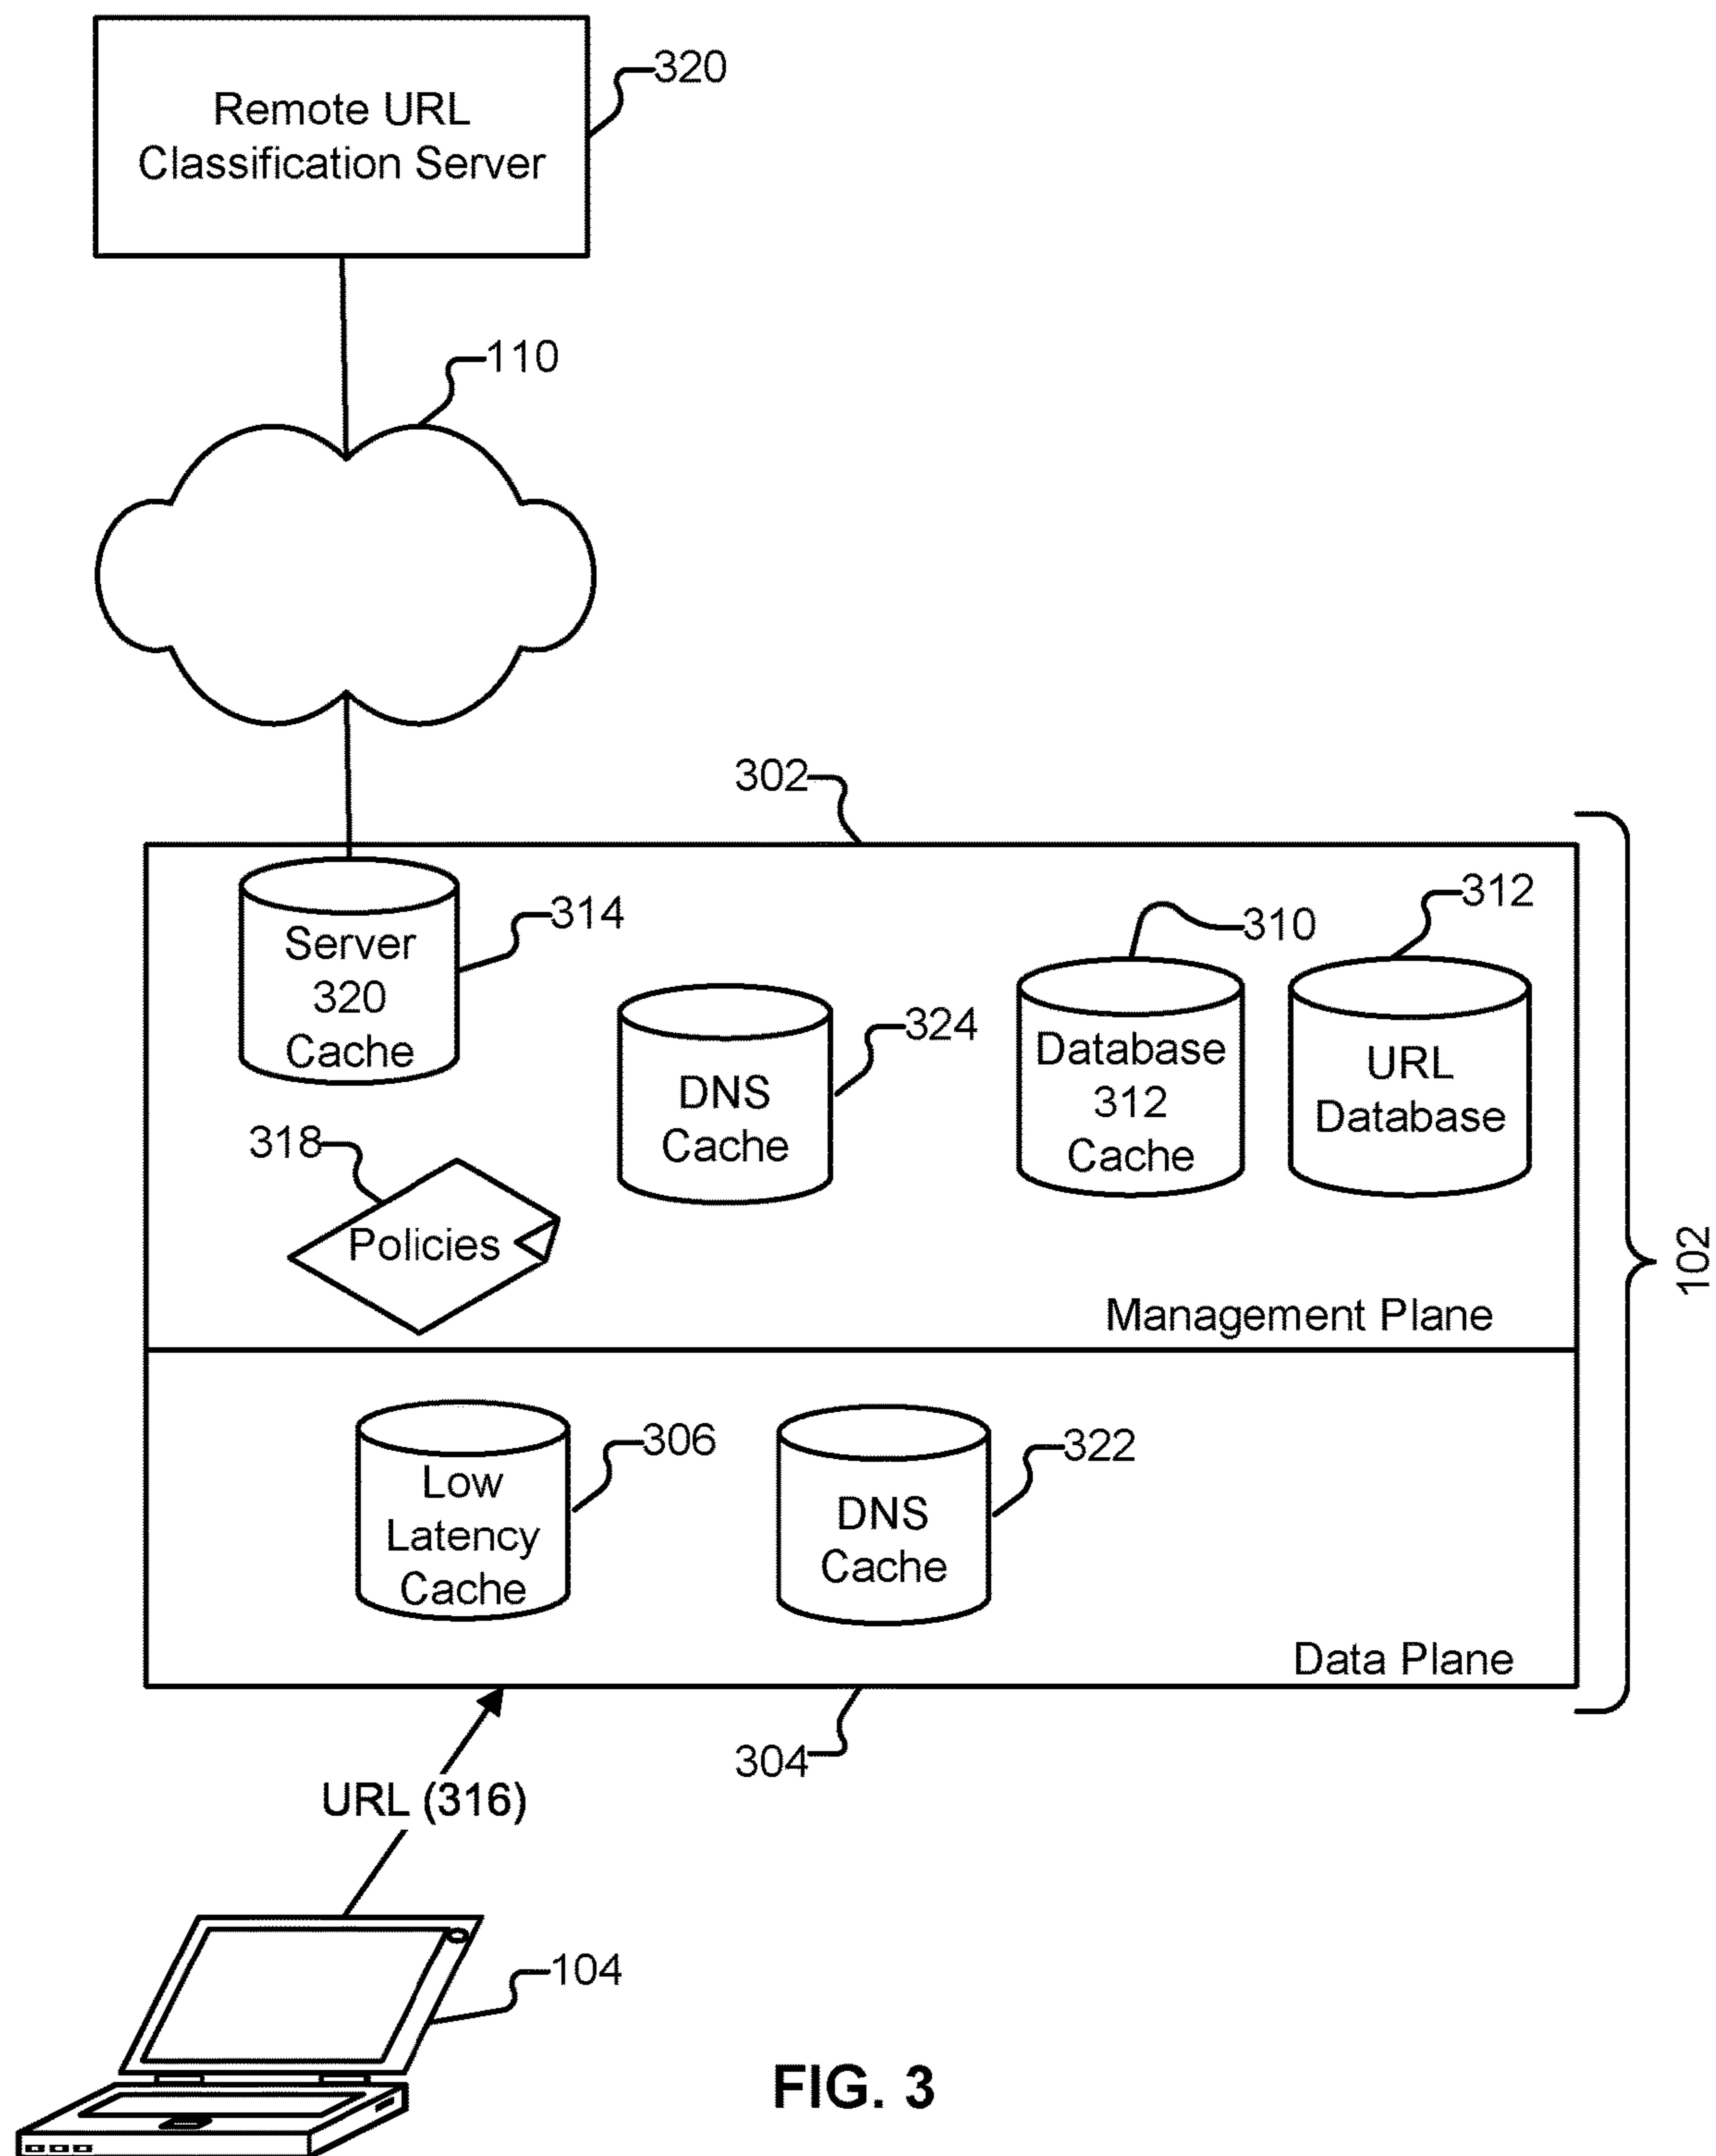 Remote URL
Classification Server
320
110
302
314
Server
320
Cache
310
312
324
DNS
Cache
Database
312
Cache
URL
Database
318
Policies
Management Plane
102
306
Low
Latency
Cache
322
DNS
Cache
Data Plane
304
URL (316)
104
FIG. 3